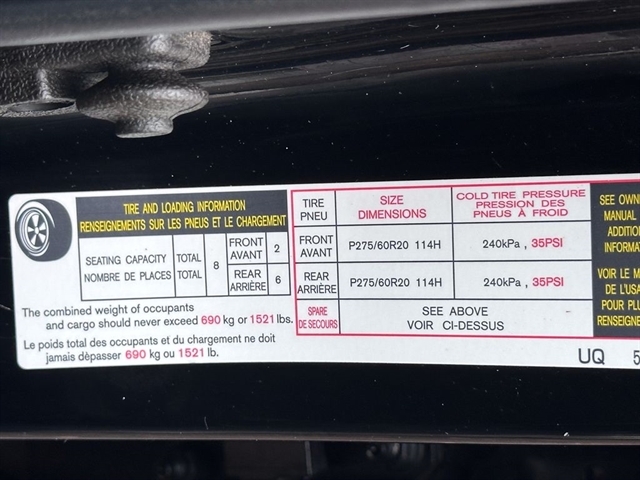 TIRE AND LOADING INFORMATION
RENSEIGNEMENTS SUR LES PNEUS ET LE CHARGEMENT
SEATING CAPACITY
NOMBRE DE PLACES
TOTAL
TOTAL
8
FRONT
AVANT
2
REAR
ARRIÈRE
6
The combined weight of occupants
and cargo should never exceed 690 kg or 1521 lbs.
Le poids total des occupants et du chargement ne doit
jamais dèpasser 690 kg ou 1521 lb.
TIRE
PNEU
SIZE
DIMENSIONS
COLD TIRE PRESSURE
PRESSION DES
PNEUS À FROID
FRONT
AVANT
P275/60R20 114H
240kPa , 35PSI
REAR
ARRIÈRE
P275/60R20 114H
240kPa , 35PSI
SPARE
DE SECOURS
SEE ABOVE
VOIR CI-DESSUS
SEE OWN
MANUAL
ADDITIO
INFORMAT
VOIR LE M
DE L'USA
POUR PLU
RENSEIGNE
UQ 5